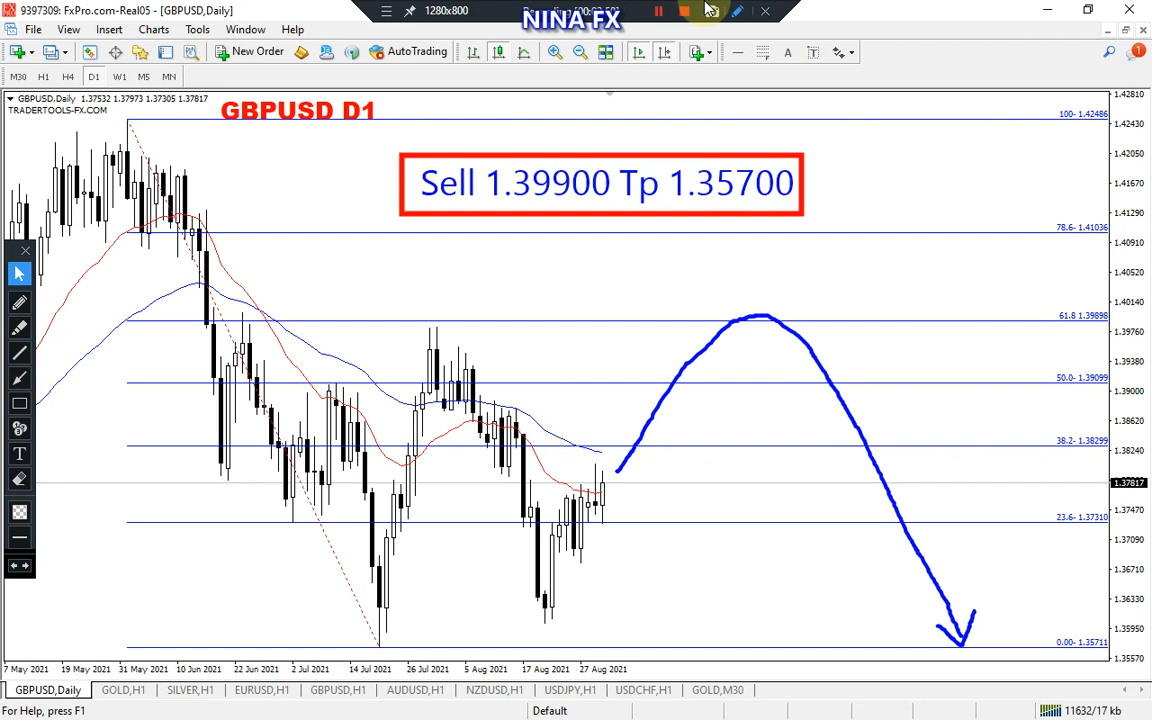 9397309: FxPro.com-Real05 - [GBPUSD,Daily]
1280x800
NINA FX
File View Insert Charts Tools Window Help
New Order
AutoTrading
M30 H1 H4 D1 W1 M5 MN
GBPUSD,Daily 1.37532 1.37973 1.37305 1.37817
TRADERTOOLS-FX.COM
GBPUSD D1
Sell 1.39900 Tp 1.35700
100- 1.42486
78.6- 1.41036
61.8 1.39898
50.0- 1.39099
38.2- 1.38299
23.6- 1.37310
0.00- 1.35711
1.42810
1.42430
1.42050
1.41670
1.41290
1.40910
1.40520
1.40140
1.39760
1.39380
1.39000
1.38620
1.38240
1.37817
1.37470
1.37090
1.36710
1.36330
1.35950
1.35570
7 May 2021 19 May 2021 31 May 2021 10 Jun 2021 22 Jun 2021 2 Jul 2021 14 Jul 2021 26 Jul 2021 5 Aug 2021 17 Aug 2021 27 Aug 2021
GBPUSD,Daily GOLD,H1 SILVER,H1 EURUSD,H1 GBPUSD,H1 AUDUSD,H1 NZDUSD,H1 USDJPY,H1 USDCHF,H1 GOLD,M30
For Help, press F1
Default
11632/17 kb